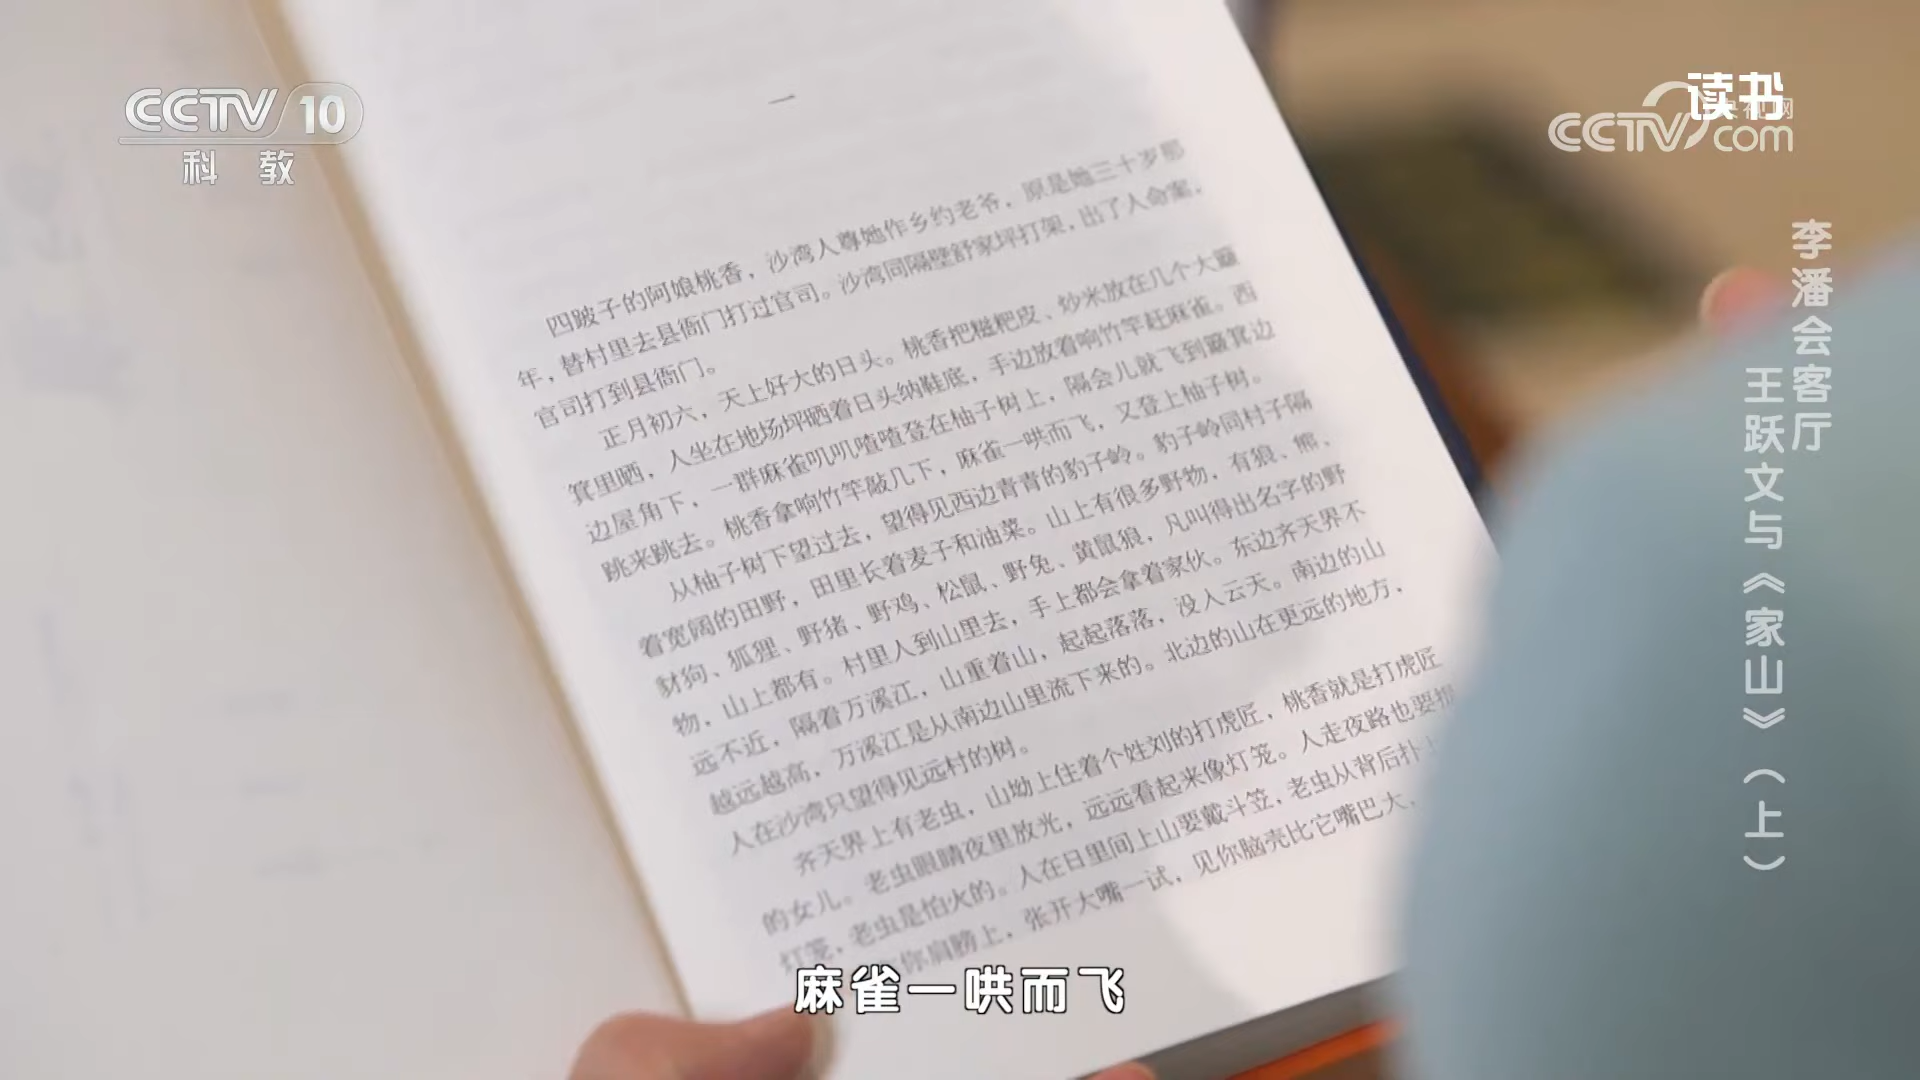 CCTV 10
科教
读书
CCTV.com
李潘会客厅
王跃文与《家山》（上）
一
四跛子的阿娘桃香，沙湾人尊她作乡约老爷，原是她三十岁那
年，替村里去县衙门打过官司。沙湾同隔壁舒家坪打架，出了人命案，
官司打到县衙门。
正月初六，天上好大的日头。桃香把糍粑皮、炒米放在几个大簸
箕里晒，人坐在地场坪晒着日头纳鞋底，手边放着响竹竿赶麻雀。西
边屋角下，一群麻雀叽叽喳喳登在柚子树上，隔会儿就飞到簸箕边
跳来跳去。桃香拿响竹竿敲几下，麻雀一哄而飞，又登上柚子树。
从柚子树下望过去，望得见西边青青的豹子岭。豹子岭同村子隔
着宽阔的田野，田里长着麦子和油菜。山上有很多野物，有狼、熊、
豺狗、狐狸、野猪、野鸡、松鼠、野兔、黄鼠狼，凡叫得出名字的野
物，山上都有。村里人到山里去，手上都会拿着家伙。东边齐天界不
远不近，隔着万溪江，山重着山，起起落落，没入云天。南边的山
越远越高，万溪江是从南边山里流下来的。北边的山在更远的地方，
人在沙湾只望得见远村的树。
齐天界上有老虫，山坳上住着个姓刘的打虎匠，桃香就是打虎匠
的女儿。老虫眼睛夜里放光，远远看起来像灯笼。人走夜路也要
灯笼，老虫是怕火的。人在日里间上山要戴斗笠，老虫从背后扑
你肩膀上，张开大嘴一试，见你脑壳比它嘴巴大，
麻雀一哄而飞